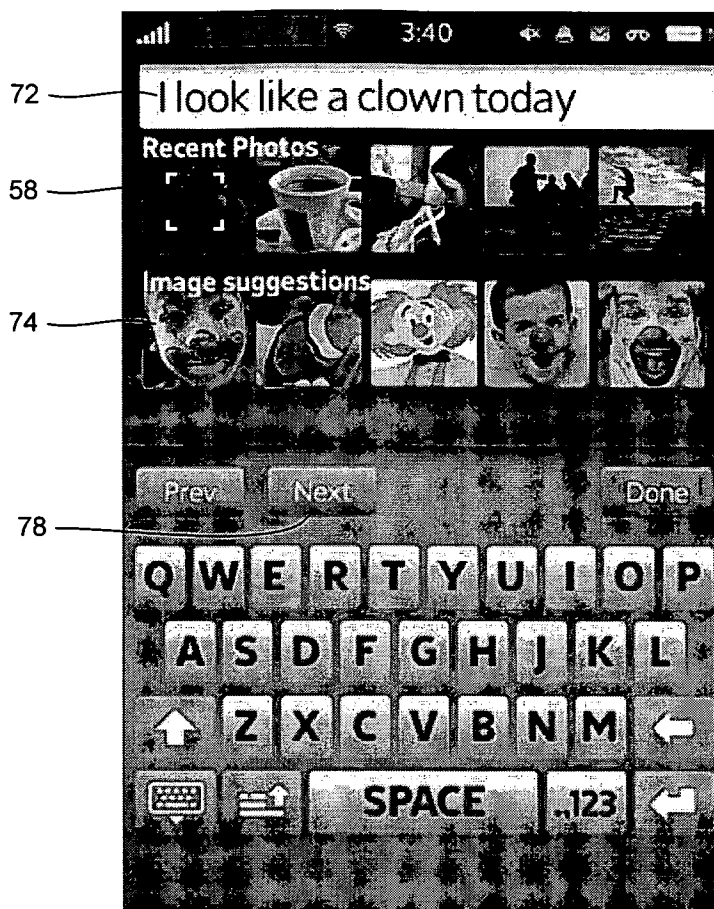 3:40
72
I look like a clown today
Recent Photos
58
Image suggestions
74
Prev Next Done
78
Q W E R T Y U I O P
A S D F G H J K L
Z X C V B N M
SPACE .,123